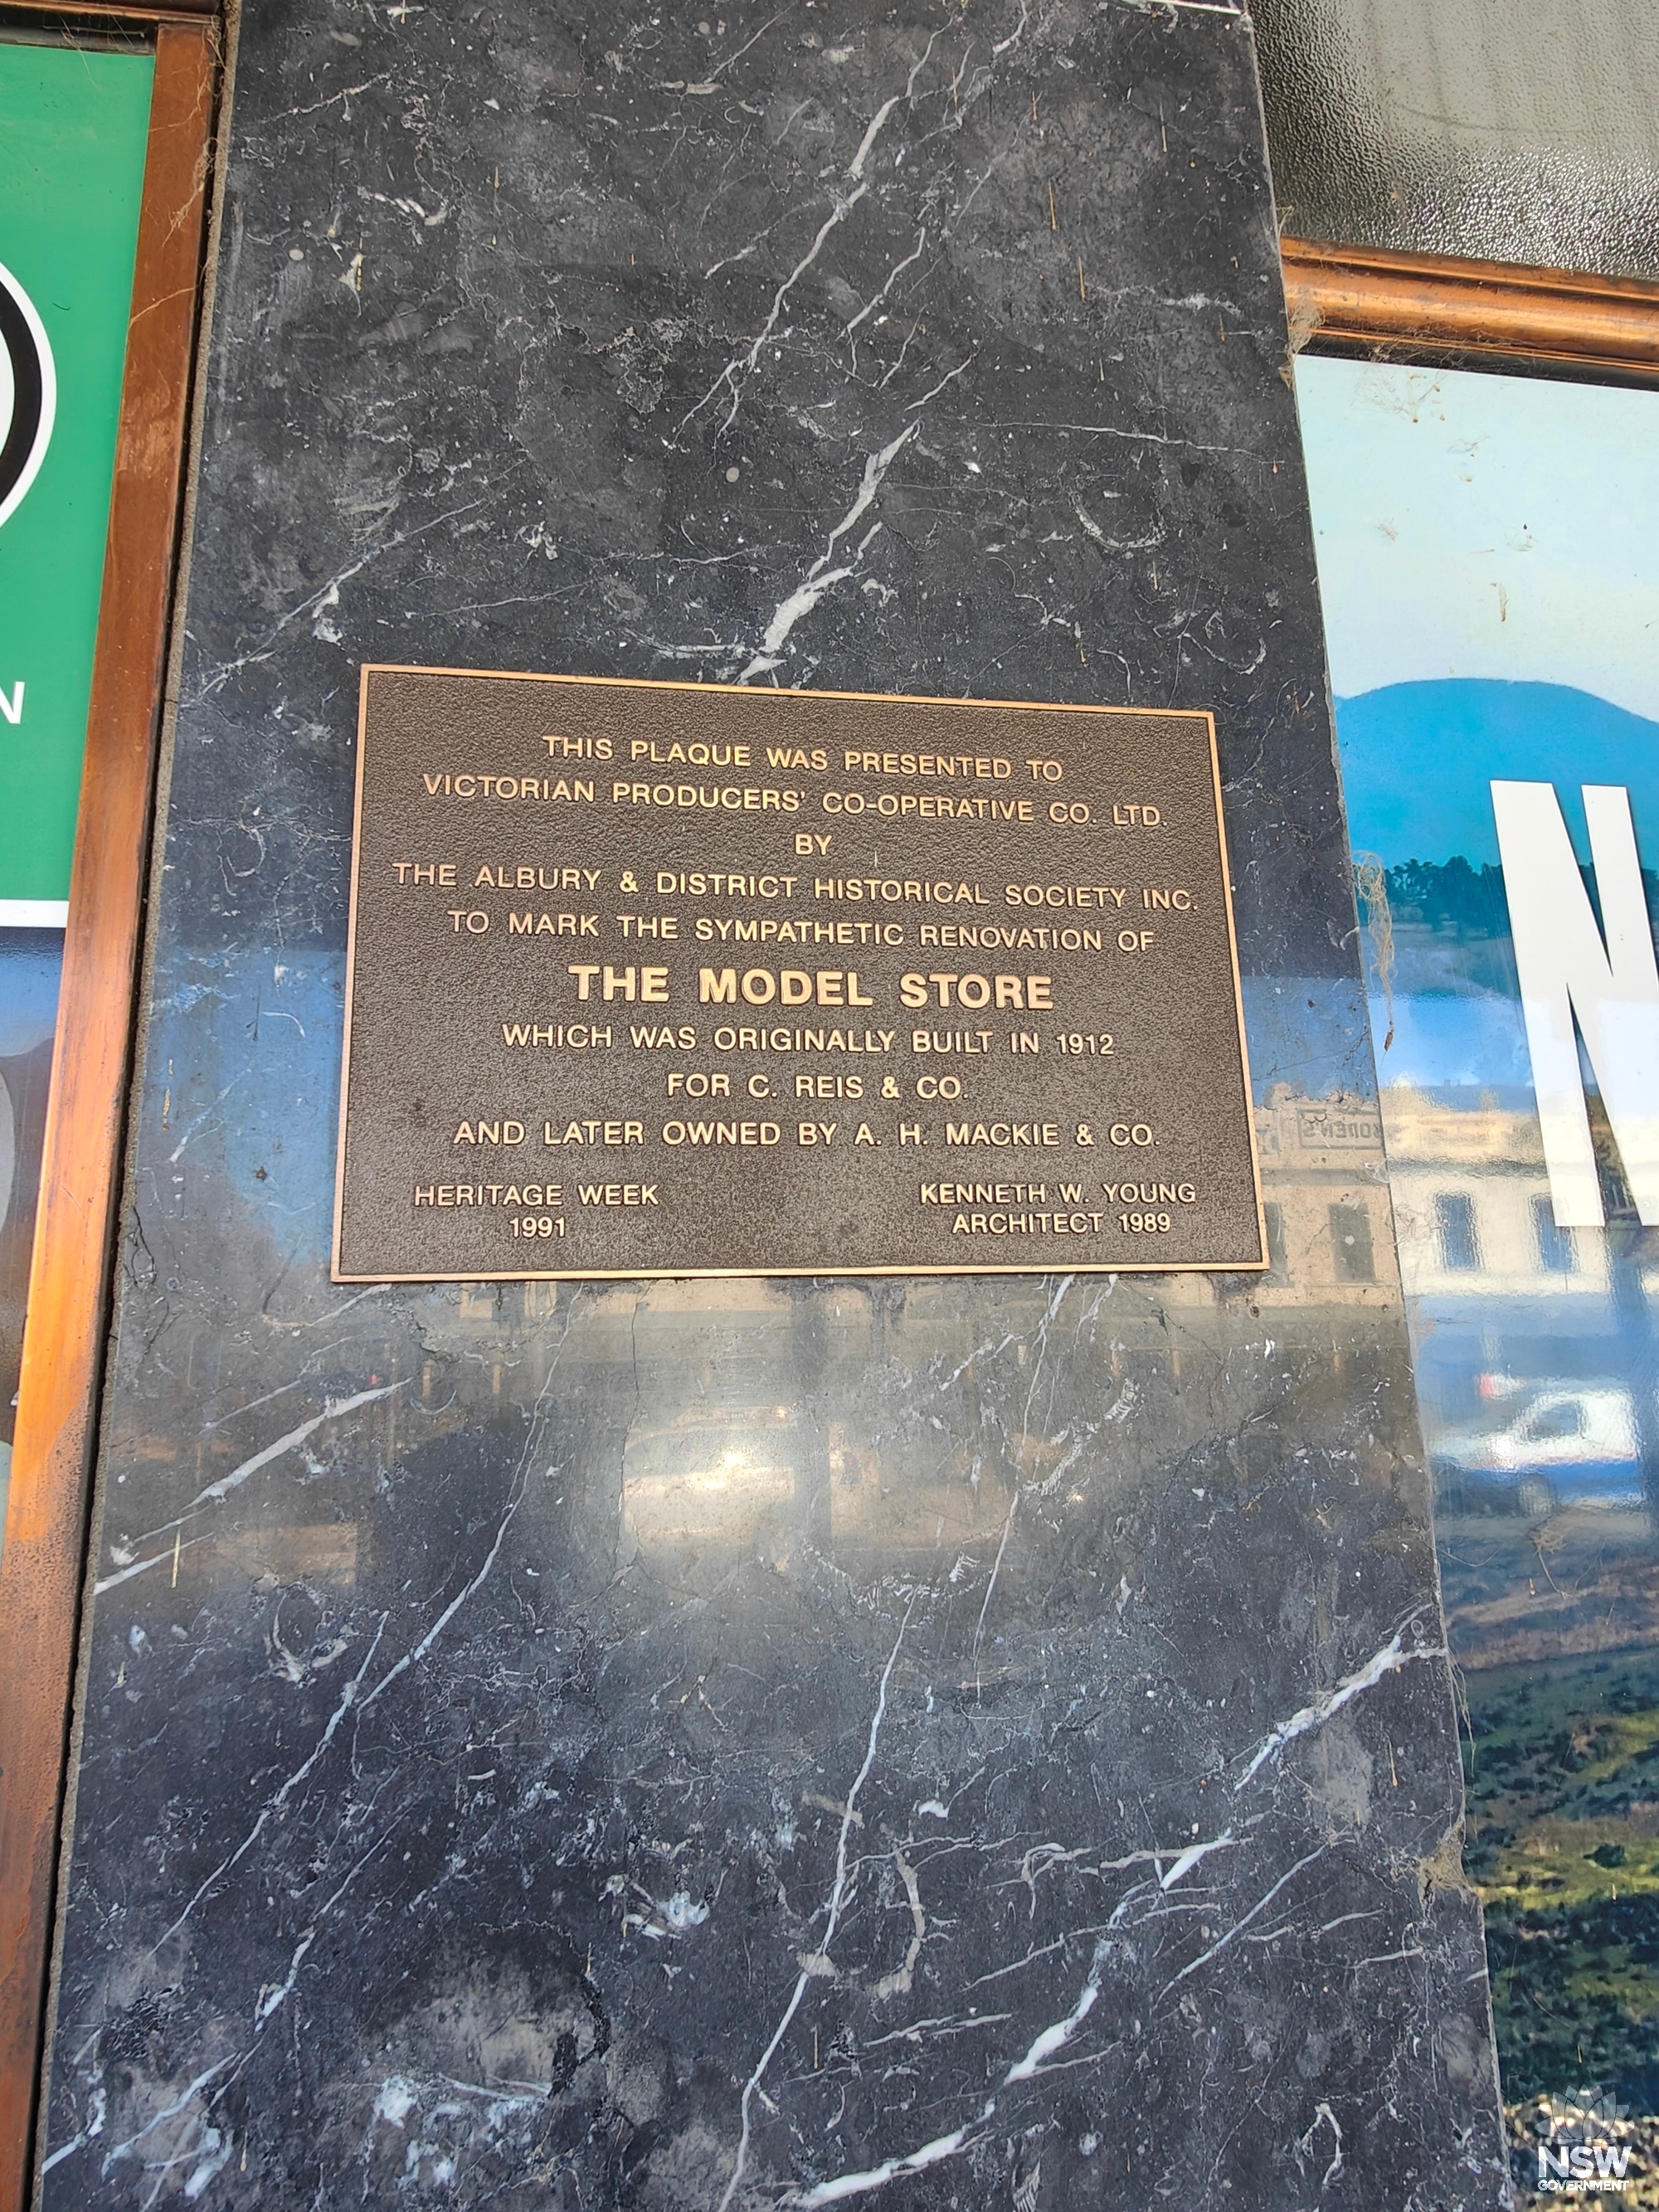 THIS PLAQUE WAS PRESENTED TO
VICTORIAN PRODUCERS' CO-OPERATIVE CO. LTD.
BY
THE ALBURY & DISTRICT HISTORICAL SOCIETY INC.
TO MARK THE SYMPATHETIC RENOVATION OF
THE MODEL STORE
WHICH WAS ORIGINALLY BUILT IN 1912
FOR C. REIS & CO.
AND LATER OWNED BY A. H. MACKIE & CO.
HERITAGE WEEK
1991
KENNETH W. YOUNG
ARCHITECT 1989
N
N
NSW
GOVERNMENT